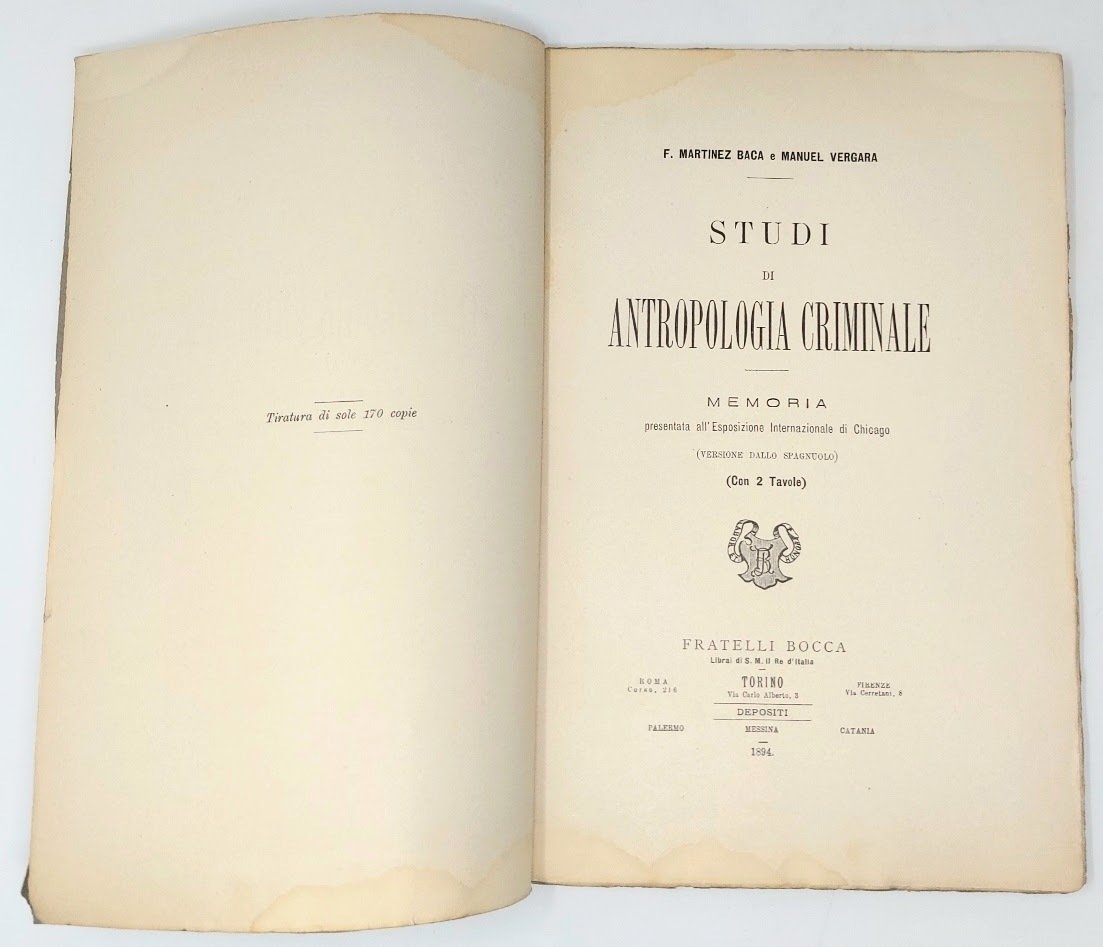 Tiratura di sole 170 copie
F. MARTINEZ BACA e MANUEL VERGARA
STUDI
DI
ANTROPOLOGIA CRIMINALE
MEMORIA
presentata all'Esposizione Internazionale di Chicago
(VERSIONE DALLO SPAGNUOLO)
(Con 2 Tavole)
FRATELLI BOCCA
Librai di S. M. il Re d'Italia
ROMA
Corso, 216
TORINO
Via Carlo Alberto, 3
FIRENZE
Via Cerretani, 8
DEPOSITI
PALERMO MESSINA CATANIA
1894.